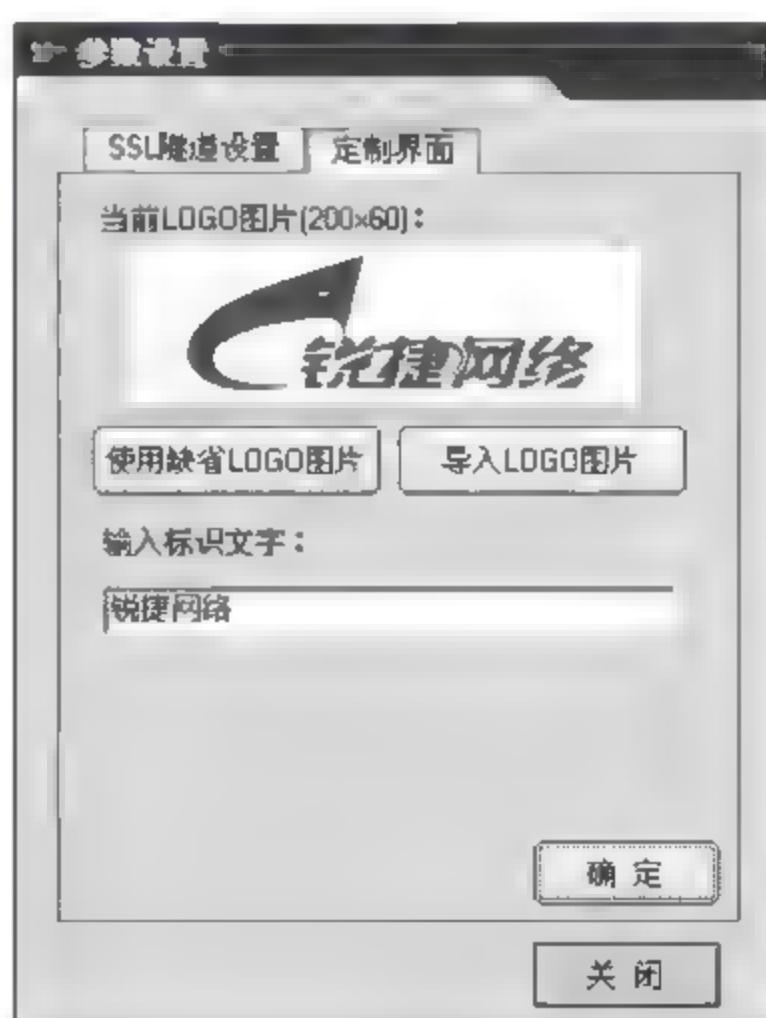 参数设置
SSL隧道设置 定制界面
当前LOGO图片(200×60)：
锐捷网络
使用缺省LOGO图片 导入LOGO图片
输入标识文字：
锐捷网络
确 定
关 闭